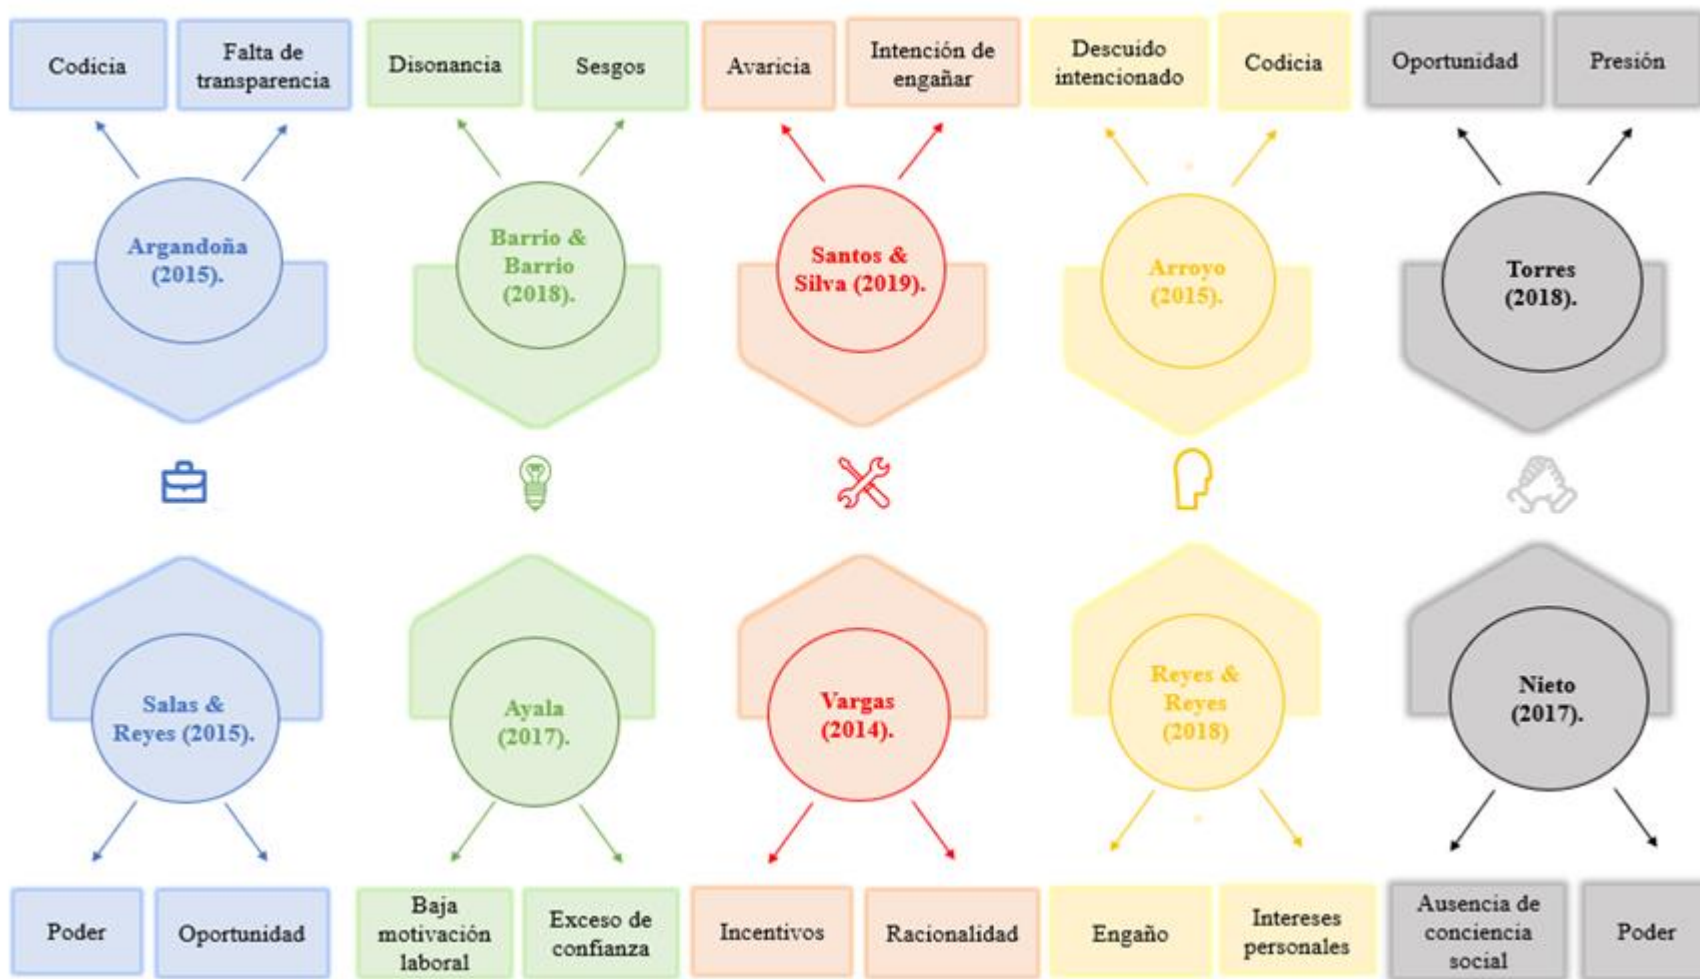 Codicia
Falta de
transparencia
Disonancia
Sesgos
Avaricia
Intención de
engañar
Descuido
intencionado
Codicia
Oportunidad
Presión
Argandoña
(2015).
Barrio &
Barrio
(2018).
Santos &
Silva (2019).
Arroyo
(2015).
Torres
(2018).
Salas &
Reyes (2015).
Ayala
(2017).
Vargas
(2014).
Reyes &
Reyes
(2018)
Nieto
(2017).
Poder
Oportunidad
Baja
motivación
laboral
Exceso de
confianza
Incentivos
Racionalidad
Engaño
Intereses
personales
Ausencia de
conciencia
social
Poder